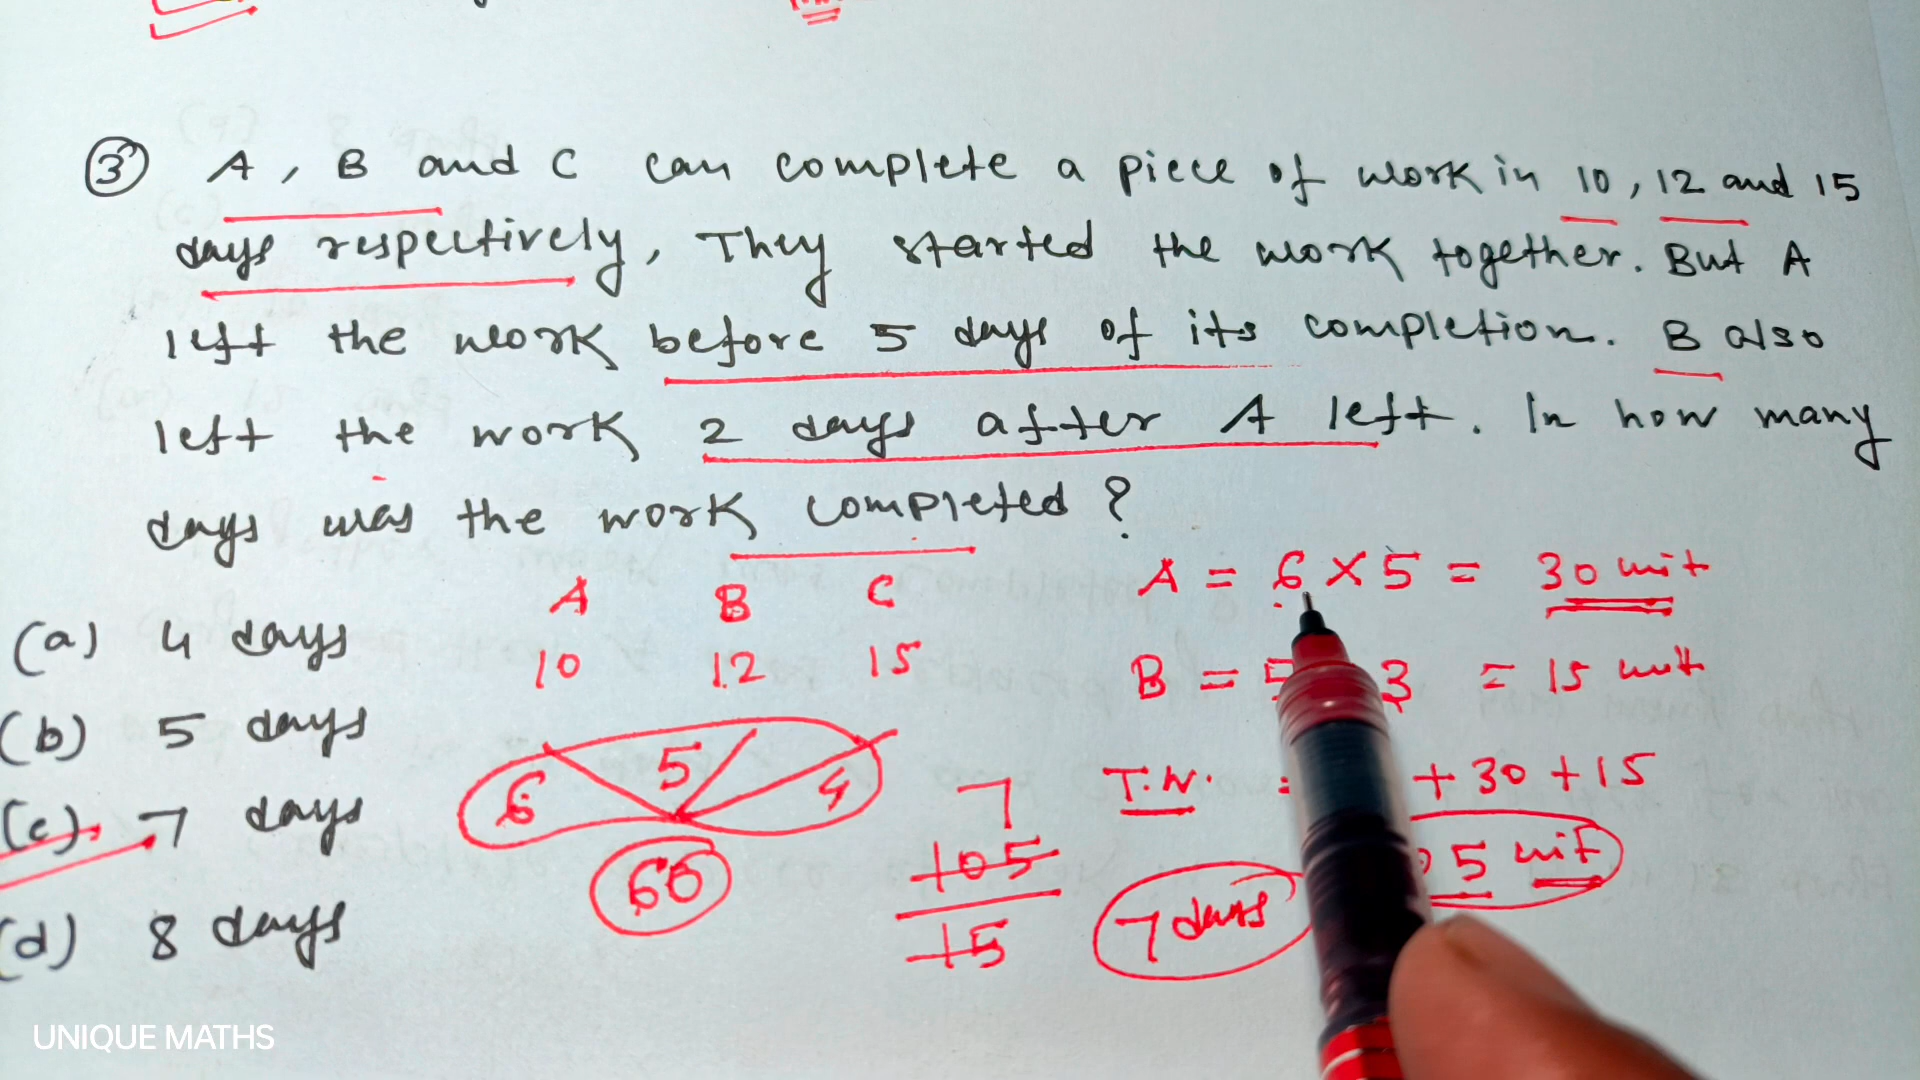 ③ A, B and C can complete a piece of work in 10, 12 and 15
days respectively, They started the work together. But A
left the work before 5 days of its completion. B also
left the work 2 days after A left. In how many
days was the work completed?
(a) 4 days
(b) 5 days
(c) 7 days
(d) 8 days
A B C
10 12 15
6 5 4
60
7
105
15
A = 6 × 5 = 30 unit
B = 5 3 = 15 unit
T.W. = + 30 + 15
5 unit
7 days
UNIQUE MATHS